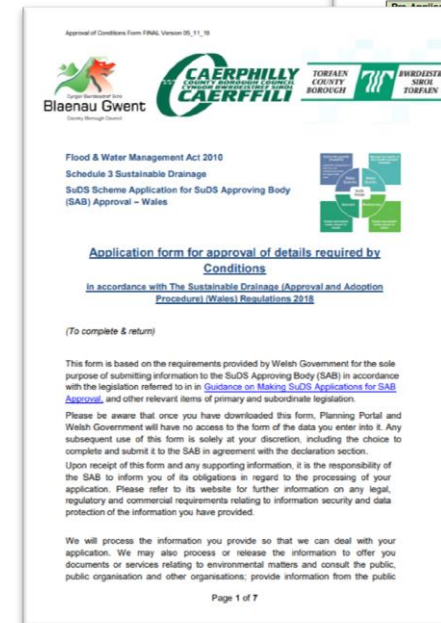 Approval of Conditions Form FINAL Version 05_11_18
Blaenau Gwent
County Borough Council
CAERPHILLY
COUNTY BOROUGH COUNCIL
CYNGOR BWRDEISTREF SIROL
CAERFFILI
TORFAEN
COUNTY
BOROUGH
BWRDEISTREF
SIROL
TORFAEN
Flood & Water Management Act 2010
Schedule 3 Sustainable Drainage
SuDS Scheme Application for SuDS Approving Body
(SAB) Approval – Wales
Application form for approval of details required by
Conditions
in accordance with The Sustainable Drainage (Approval and Adoption
Procedure) (Wales) Regulations 2018
(To complete & return)
This form is based on the requirements provided by Welsh Government for the sole
purpose of submitting information to the SuDS Approving Body (SAB) in accordance
with the legislation referred to in in Guidance on Making SuDS Applications for SAB
Approval, and other relevant items of primary and subordinate legislation.
Please be aware that once you have downloaded this form, Planning Portal and
Welsh Government will have no access to the form of the data you enter into it. Any
subsequent use of this form is solely at your discretion, including the choice to
complete and submit it to the SAB in agreement with the declaration section.
Upon receipt of this form and any supporting information, it is the responsibility of
the SAB to inform you of its obligations in regard to the processing of your
application. Please refer to its website for further information on any legal,
regulatory and commercial requirements relating to information security and data
protection of the information you have provided.
We will process the information you provide so that we can deal with your
application. We may also process or release the information to offer you
documents or services relating to environmental matters and consult the public,
public organisation and other organisations; provide information from the public
Page 1 of 7